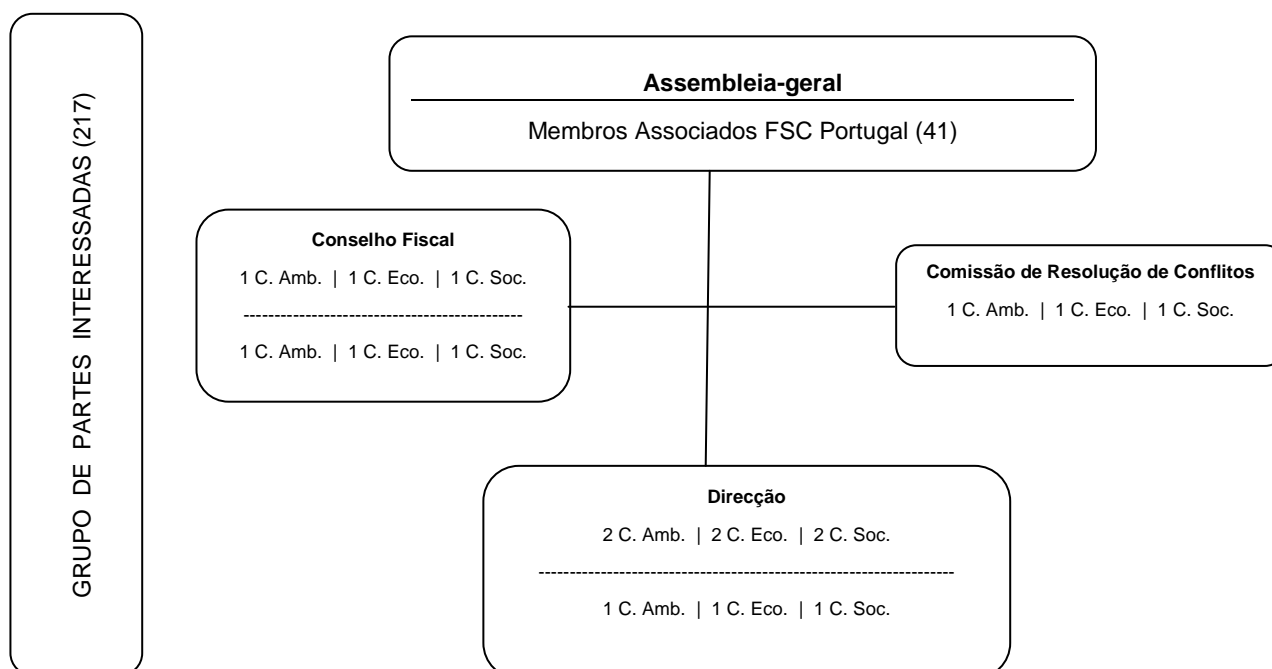 GRUPO DE PARTES INTERESSADAS (217)
Assembleia-geral
Membros Associados FSC Portugal (41)
Conselho Fiscal
1 C. Amb. | 1 C. Eco. | 1 C. Soc.
----------------------------------------------
1 C. Amb. | 1 C. Eco. | 1 C. Soc.
Comissão de Resolução de Conflitos
1 C. Amb. | 1 C. Eco. | 1 C. Soc.
Direcção
2 C. Amb. | 2 C. Eco. | 2 C. Soc.
--------------------------------------------------------------------
1 C. Amb. | 1 C. Eco. | 1 C. Soc.